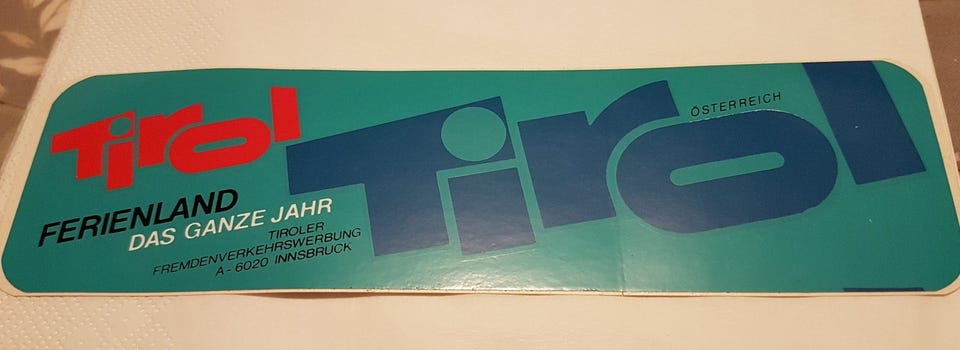 Tirol
FERIENLAND
DAS GANZE JAHR
TIROLER
FREMDENVERKEHRSWERBUNG
A-6020 INNSBRUCK
Tirol
ÖSTERREICH